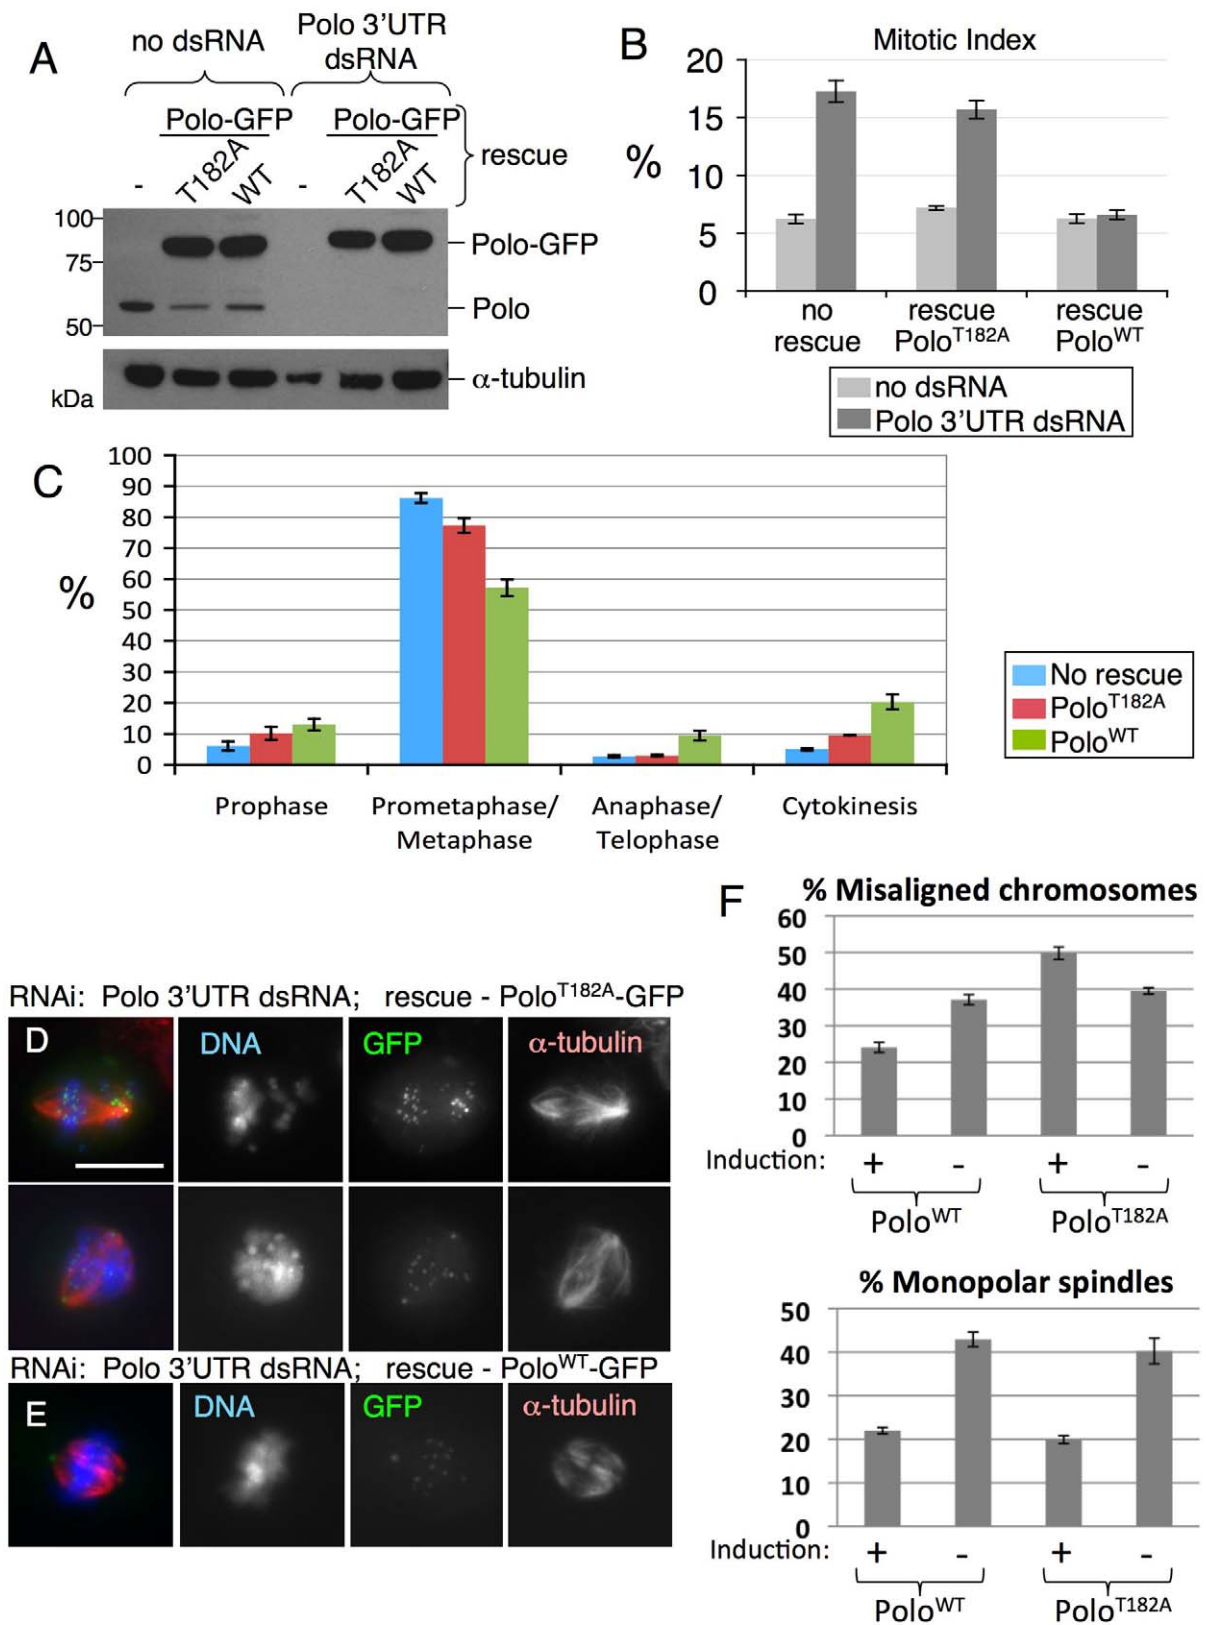 A
no dsRNA
Polo 3’UTR
dsRNA
Polo-GFP
Polo-GFP
rescue
-
T182A
WT
-
T182A
WT
100
75
50
kDa
Polo-GFP
Polo
α-tubulin
B
Mitotic Index
%
20
15
10
5
0
no
rescue
rescue
Polo^T182A
rescue
Polo^WT
no dsRNA
Polo 3’UTR dsRNA
C
%
100
90
80
70
60
50
40
30
20
10
0
Prophase
Prometaphase/
Metaphase
Anaphase/
Telophase
Cytokinesis
No rescue
Polo^T182A
Polo^WT
RNAi: Polo 3’UTR dsRNA; rescue - Polo^T182A-GFP
D
DNA
GFP
α-tubulin
RNAi: Polo 3’UTR dsRNA; rescue - Polo^WT-GFP
E
DNA
GFP
α-tubulin
F
% Misaligned chromosomes
60
50
40
30
20
10
0
Induction: + - + -
Polo^WT
Polo^T182A
% Monopolar spindles
50
40
30
20
10
0
Induction: + - + -
Polo^WT
Polo^T182A